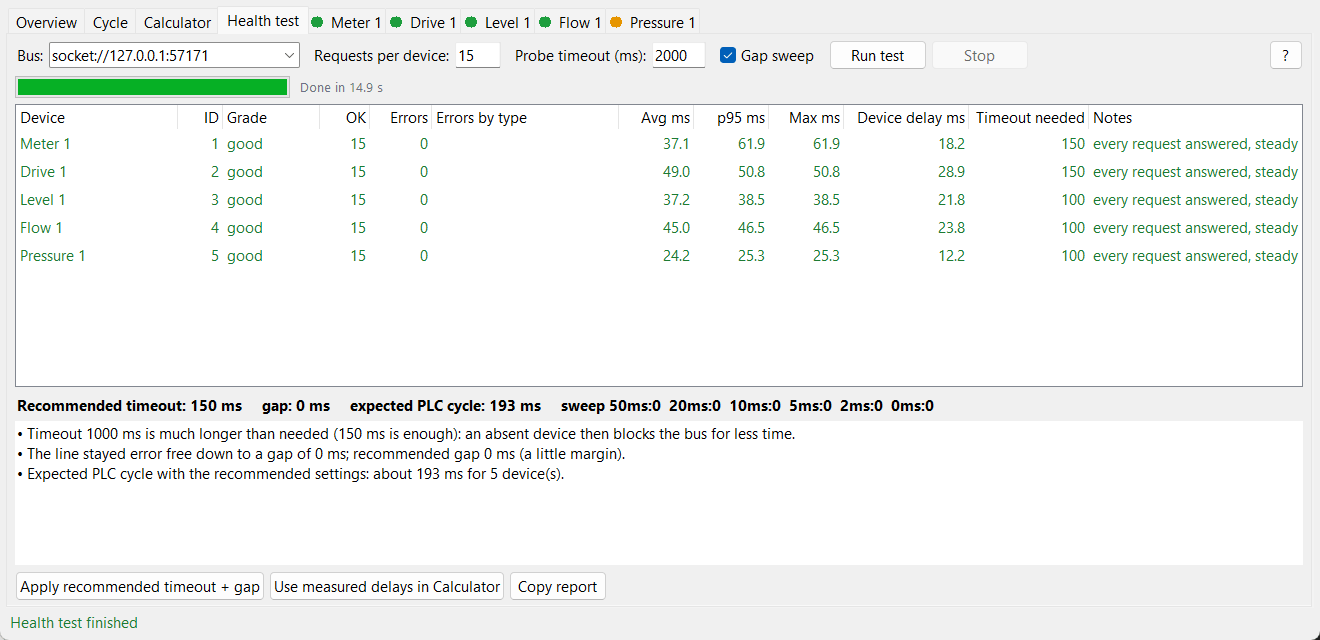 Overview Cycle Calculator Health test Meter 1 Drive 1 Level 1 Flow 1 Pressure 1
Bus: socket://127.0.0.1:57171 Requests per device: 15 Probe timeout (ms): 2000 Gap sweep Run test Stop ?
Done in 14.9 s
Device ID Grade OK Errors Errors by type Avg ms p95 ms Max ms Device delay ms Timeout needed Notes
Meter 1 1 good 15 0 37.1 61.9 61.9 18.2 150 every request answered, steady
Drive 1 2 good 15 0 49.0 50.8 50.8 28.9 150 every request answered, steady
Level 1 3 good 15 0 37.2 38.5 38.5 21.8 100 every request answered, steady
Flow 1 4 good 15 0 45.0 46.5 46.5 23.8 100 every request answered, steady
Pressure 1 5 good 15 0 24.2 25.3 25.3 12.2 100 every request answered, steady
Recommended timeout: 150 ms gap: 0 ms expected PLC cycle: 193 ms sweep 50ms:0 20ms:0 10ms:0 5ms:0 2ms:0 0ms:0
• Timeout 1000 ms is much longer than needed (150 ms is enough): an absent device then blocks the bus for less time.
• The line stayed error free down to a gap of 0 ms; recommended gap 0 ms (a little margin).
• Expected PLC cycle with the recommended settings: about 193 ms for 5 device(s).
Apply recommended timeout + gap Use measured delays in Calculator Copy report
Health test finished